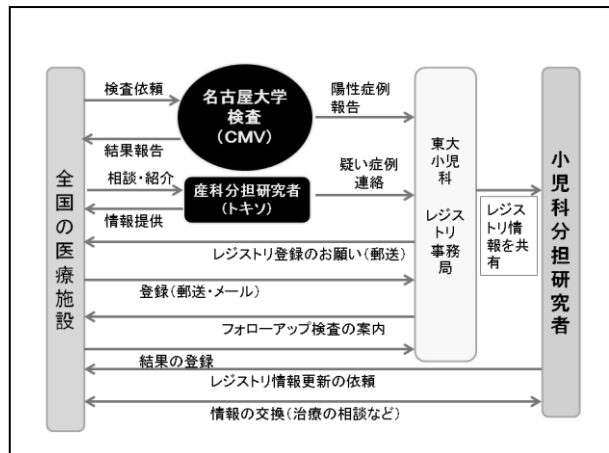 検査依頼
名古屋大学
検査
(CMV)
陽性症例
報告
結果報告
相談・紹介
産科分担研究者
(トキソ)
疑い症例
連絡
情報提供
全国の医療施設
東大
小児
科
レジス
トリ
事務
局
レジス
トリ情
報を共
有
小児科分担研究者
レジストリ登録のお願い(郵送)
登録(郵送・メール)
フォローアップ検査の案内
結果の登録
レジストリ情報更新の依頼
情報の交換(治療の相談など)